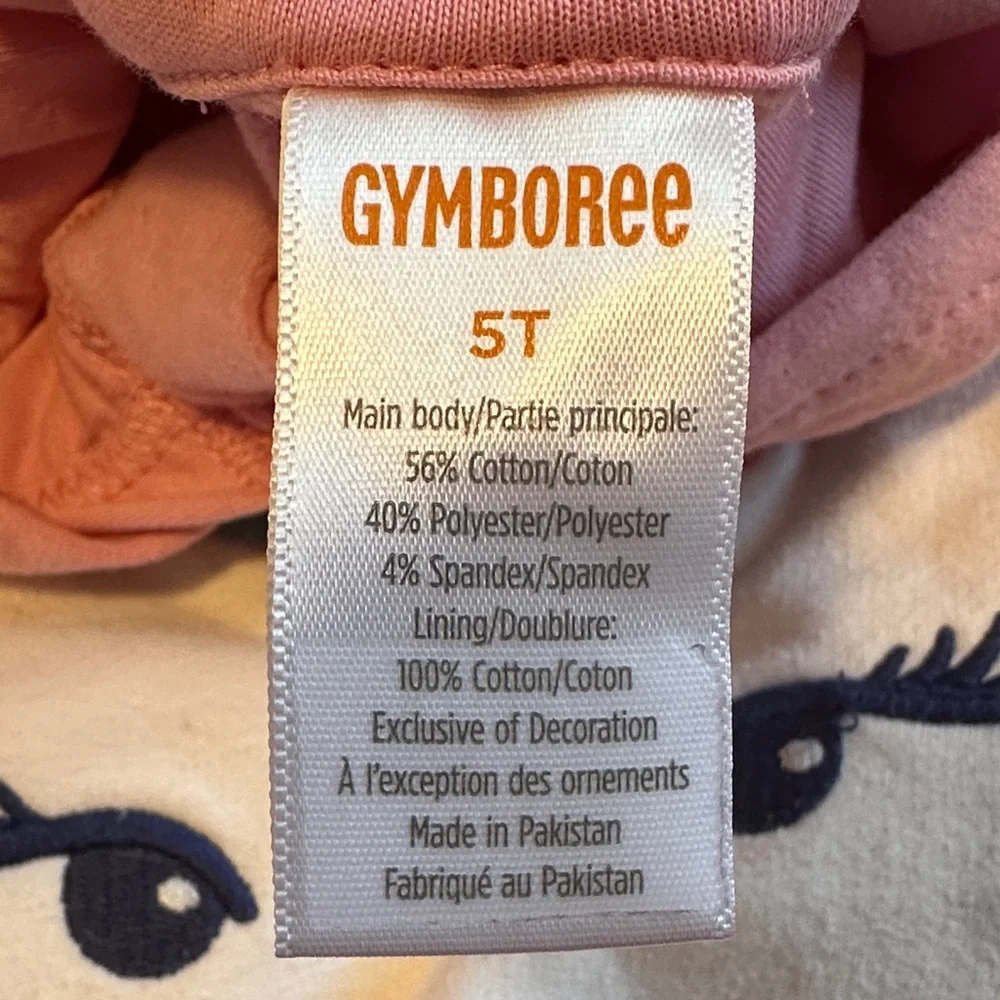 GYMBOREE
5T
Main body/Partie principale:
56% Cotton/Coton
40% Polyester/Polyester
4% Spandex/Spandex
Lining/Doublure:
100% Cotton/Coton
Exclusive of Decoration
À l'exception des ornements
Made in Pakistan
Fabriqué au Pakistan